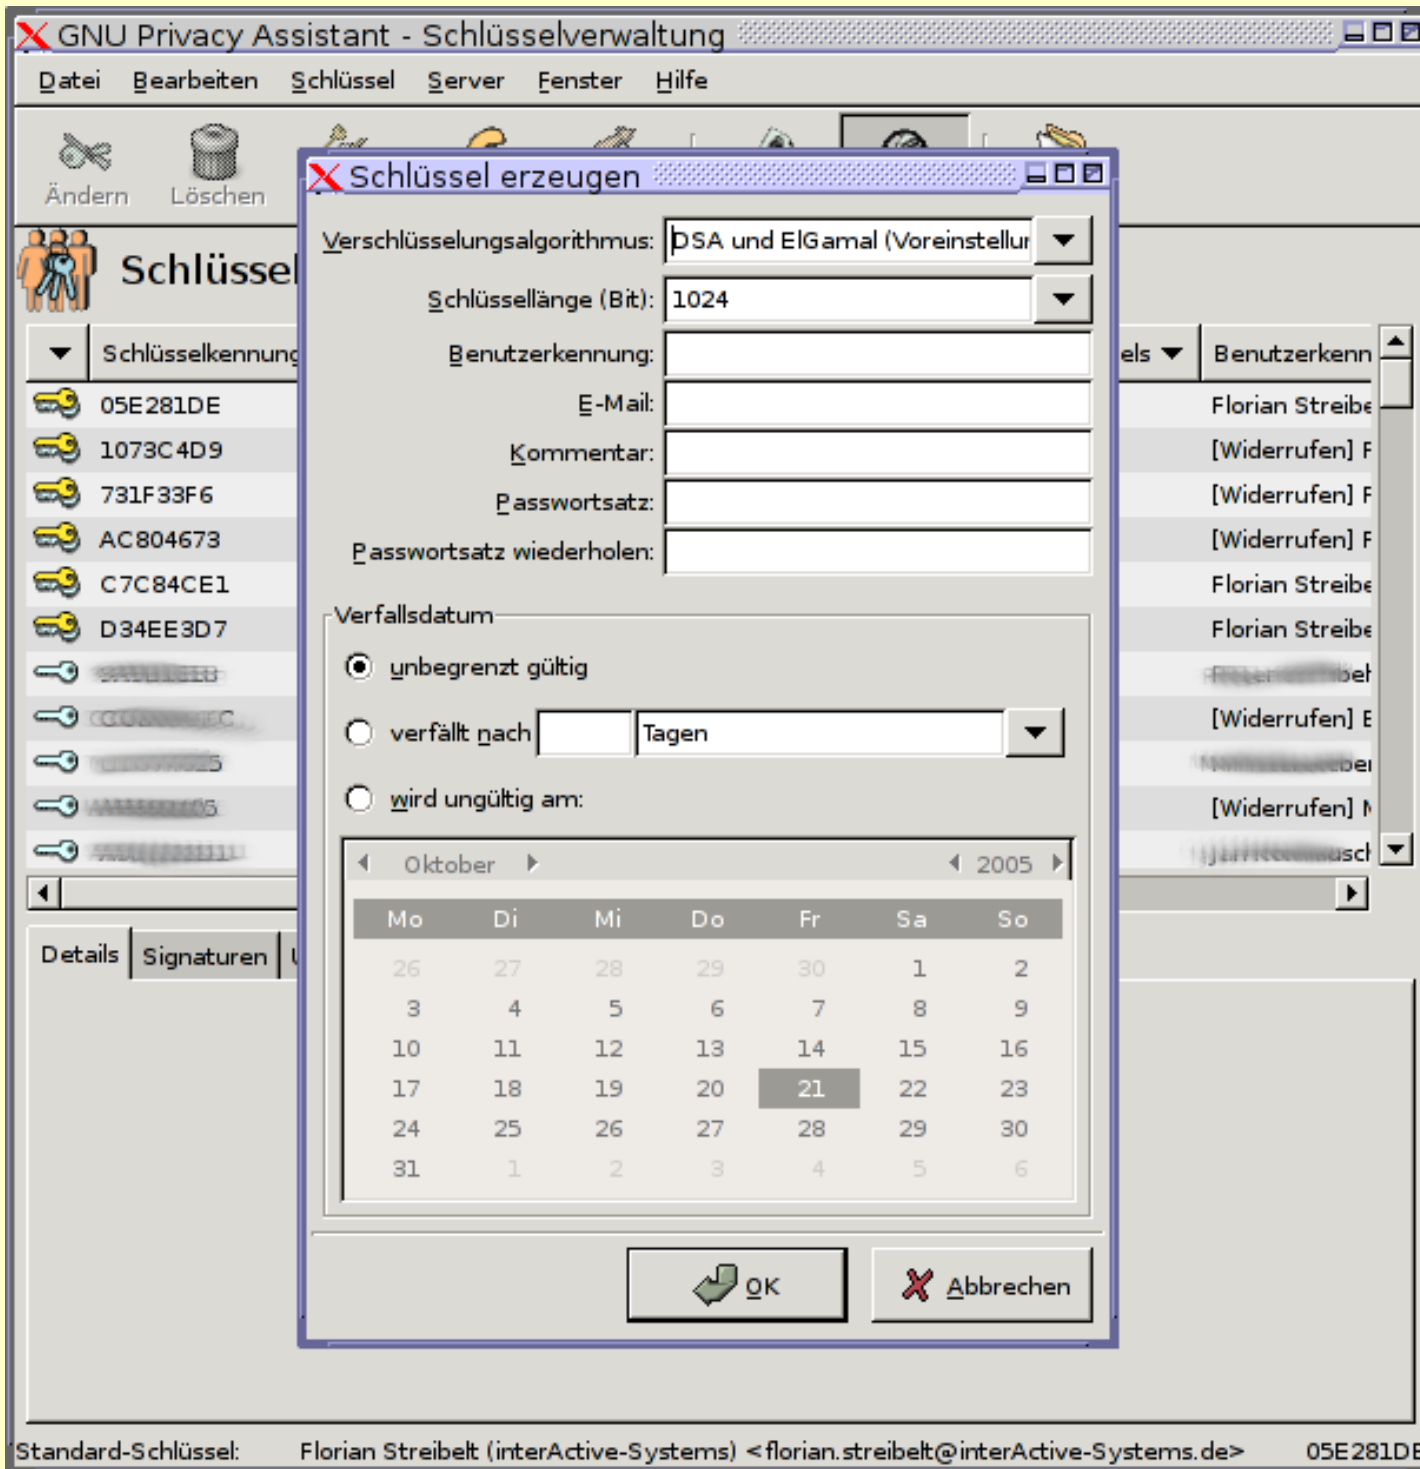 GNU Privacy Assistant - Schlüsselverwaltung
Datei Bearbeiten Schlüssel Server Fenster Hilfe
Ändern Löschen
Schlüssel erzeugen
Verschlüsselungsalgorithmus: DSA und ElGamal (Voreinstellur
Schlüssellänge (Bit): 1024
Benutzerkennung:
E-Mail:
Kommentar:
Passwortsatz:
Passwortsatz wiederholen:
Verfallsdatum
unbegrenzt gültig
verfällt nach Tagen
wird ungültig am:
Oktober 2005
Mo Di Mi Do Fr Sa So
26 27 28 29 30 1 2
3 4 5 6 7 8 9
10 11 12 13 14 15 16
17 18 19 20 21 22 23
24 25 26 27 28 29 30
31 1 2 3 4 5 6
OK Abbrechen
Schlüssel
Schlüsselkennung els Benutzerkenn
05E281DE Florian Streibe
1073C4D9 [Widerrufen] F
731F33F6 [Widerrufen] F
AC804673 [Widerrufen] F
C7C84CE1 Florian Streibe
D34EE3D7 Florian Streibe
[Widerrufen] E
[Widerrufen] M
Details Signaturen U
Standard-Schlüssel: Florian Streibelt (interActive-Systems) <florian.streibelt@interActive-Systems.de> 05E281DE